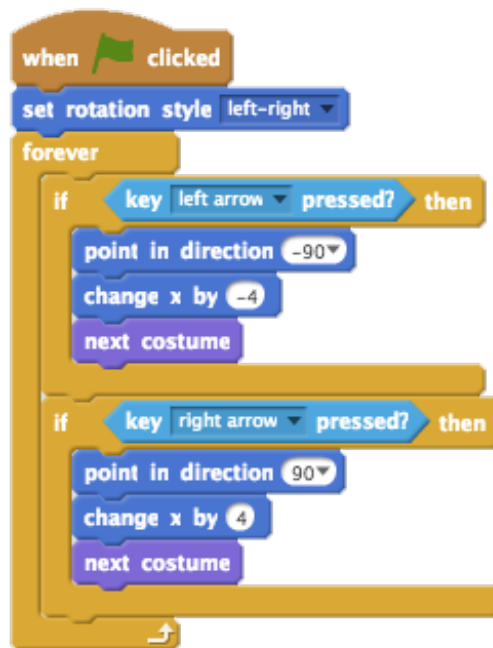 when clicked
set rotation style left-right
forever
if key left arrow pressed? then
point in direction -90
change x by -4
next costume
if key right arrow pressed? then
point in direction 90
change x by 4
next costume